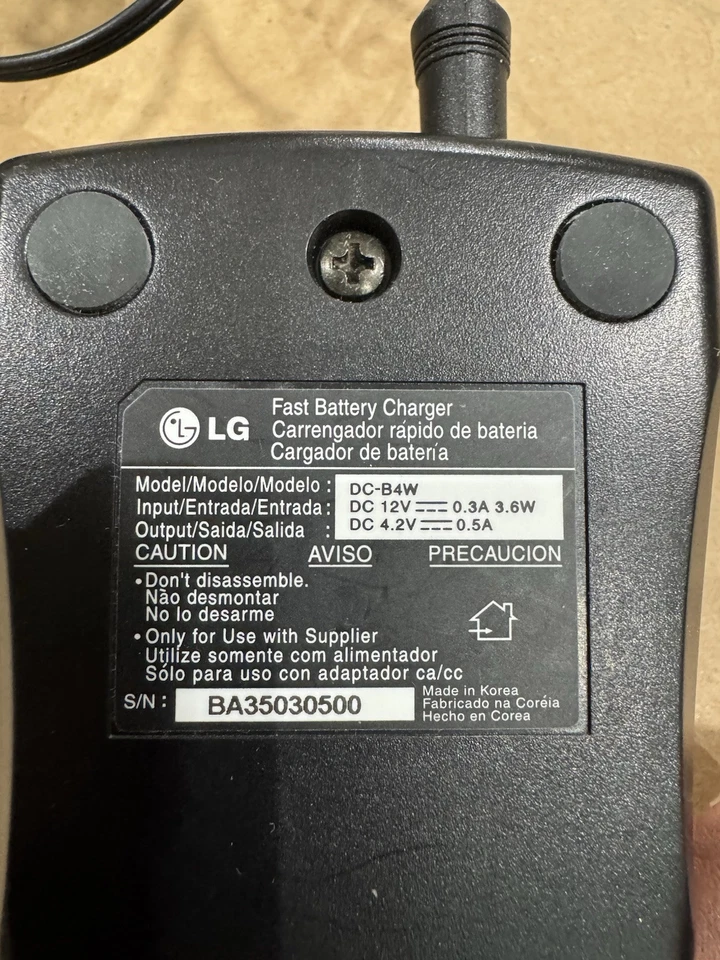 LG
Fast Battery Charger
Carrengador rápido de bateria
Cargador de batería
Model/Modelo/Modelo : DC-B4W
Input/Entrada/Entrada : DC 12V ⎓ 0.3A 3.6W
Output/Saida/Salida : DC 4.2V ⎓ 0.5A
CAUTION AVISO PRECAUCION
• Don't disassemble.
Não desmontar
No lo desarme
• Only for Use with Supplier
Utilize somente com alimentador
Sólo para uso con adaptador ca/cc
S/N : BA35030500
Made in Korea
Fabricado na Coréia
Hecho en Corea